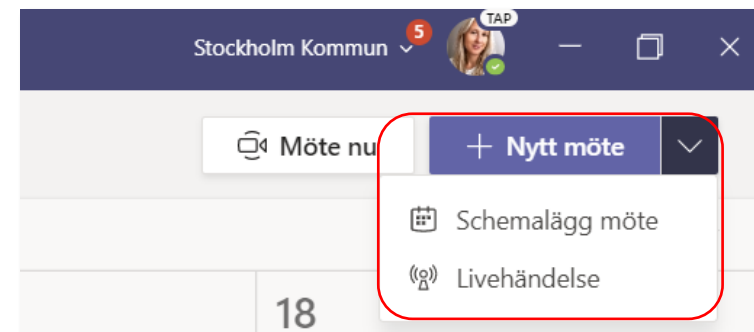 TAP
Stockholm Kommun 5
Möte nu
Nytt möte
Schemalägg möte
Livehändelse
18